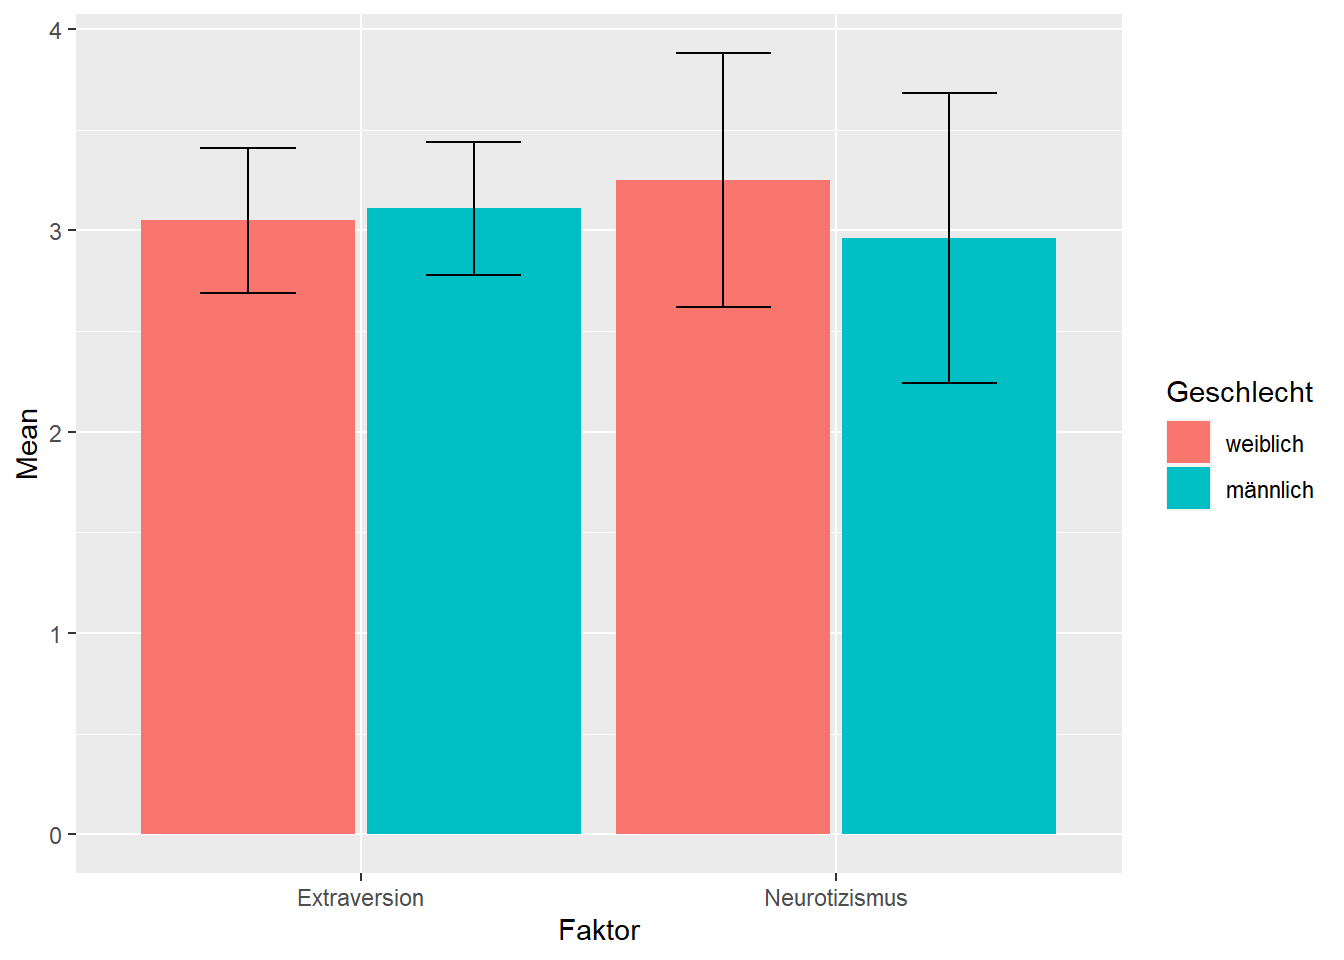 4
3
2
1
0
Mean
Extraversion
Neurotizismus
Faktor
Geschlecht
weiblich
männlich